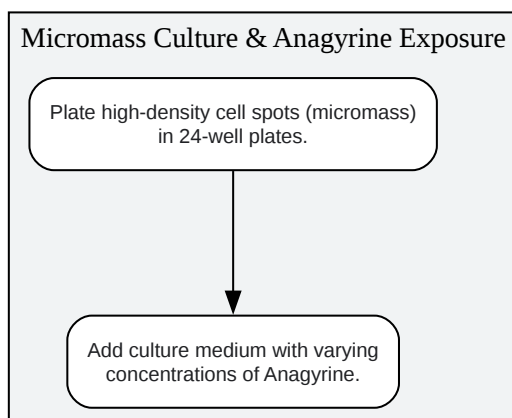 Micromass Culture & Anagyrine Exposure
Plate high-density cell spots (micromass)
in 24-well plates.
Add culture medium with varying
concentrations of Anagyrine.